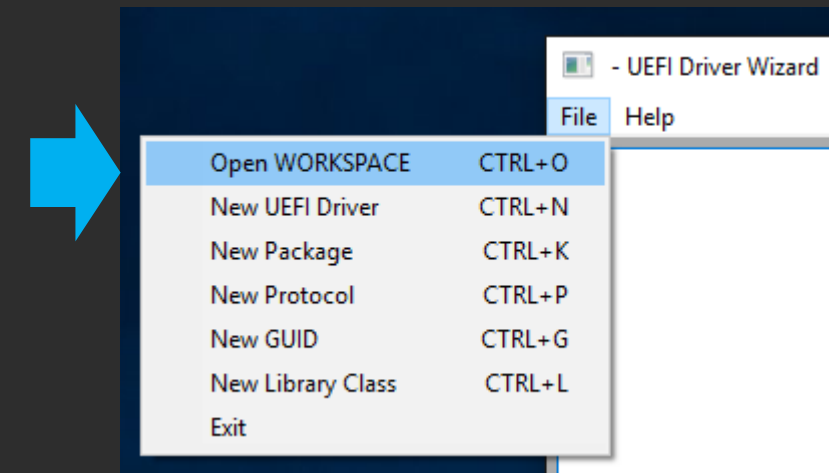 - UEFI Driver Wizard
File Help
Open WORKSPACE CTRL+O
New UEFI Driver CTRL+N
New Package CTRL+K
New Protocol CTRL+P
New GUID CTRL+G
New Library Class CTRL+L
Exit